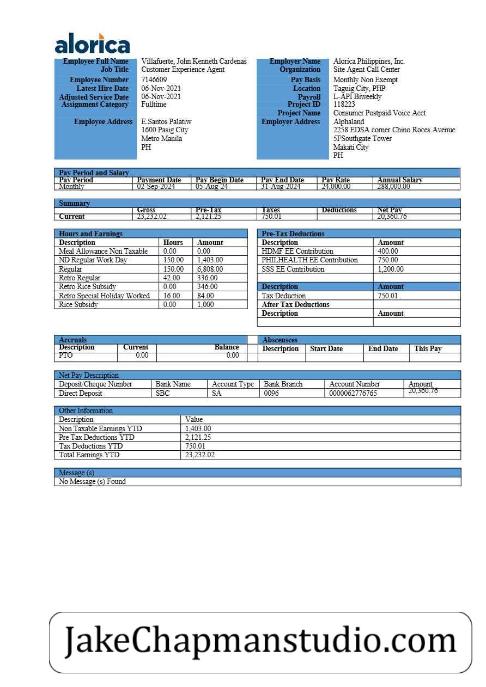 alorica
Employee Full Name Villafuerte, John Kenneth Cardenas Employer Name Alorica Philippines, Inc.
Job Title Customer Experience Agent Organization Site Agent Call Center
Employee Number 7146609 Pay Basis Monthly Non Exempt
Latest Hire Date 06-Nov-2021 Location Taguig City, PHP
Adjusted Service Date 06-Nov-2021 Payroll L-API Biweekly
Assignment Category Fulltime Project ID 118223
Project Name Consumer Postpaid Voice Acct
Employee Address E.Santos Palatiw Employer Address Alphaland
1600 Pasig City 2258 EDSA corner Chino Roces Avenue
Metro Manila 5FSouthgate Tower
PH Makati City
PH
Pay Period and Salary
Pay Period Payment Date Pay Begin Date Pay End Date Pay Rate Annual Salary
Monthly 02-Sep-2024 05-Aug-24 31-Aug-2024 24,000.00 288,000.00
Summary
Gross Pre-Tax Taxes Deductions Net Pay
Current 23,232.02 2,121.25 750.01 20,360.76
Hours and Earnings Pre-Tax Deductions
Description Hours Amount Description Amount
Meal Allowance Non Taxable 0.00 0.00 HDMF EE Contribution 400.00
ND Regular Work Day 150.00 1,403.00 PHILHEALTH EE Contribution 750.00
Regular 150.00 6,808.00 SSS EE Contribution 1,200.00
Retro Regular 42.00 336.00
Retro Rice Subsidy 0.00 346.00 Description Amount
Retro Special Holiday Worked 16.00 84.00 Tax Deduction 750.01
Rice Subsidy 0.00 1,000 After Tax Deductions
Description Amount
Accruals Abscensces
Description Current Balance Description Start Date End Date This Pay
PTO 0.00 0.00
Net Pay Description
Deposit/Cheque Number Bank Name Account Type Bank Branch Account Number Amount
Direct Deposit SBC SA 0096 0000062776765 20,360.76
Other Information
Description Value
Non Taxable Earnings YTD 1,403.00
Pre Tax Deductions YTD 2,121.25
Tax Deductions YTD 750.01
Total Earnings YTD 23,232.02
Message (s)
No Message (s) Found
JakeChapmanstudio.com